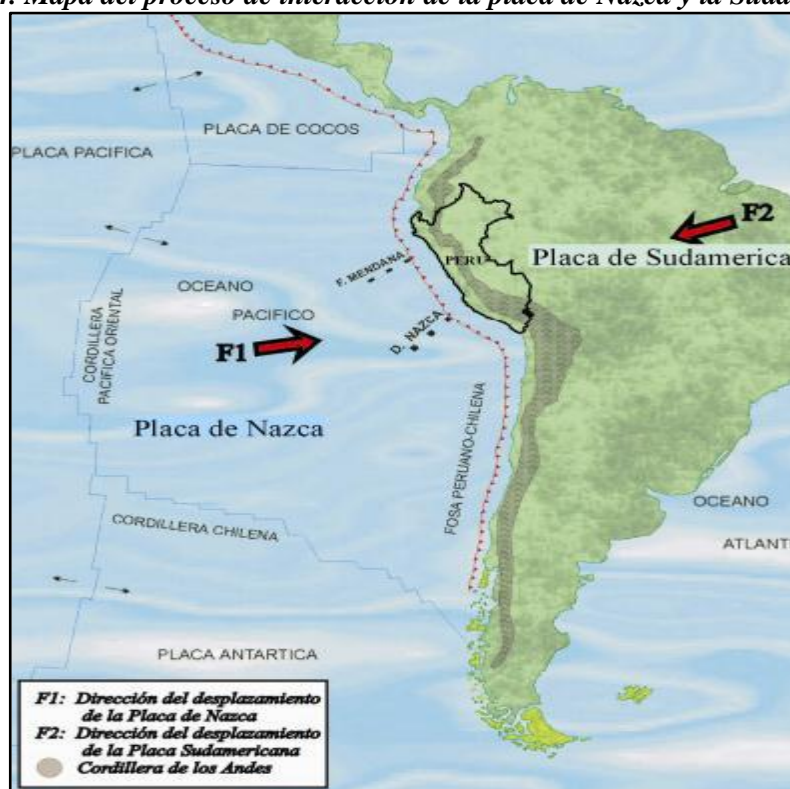 Mapa del proceso de interacción de la placa de Nazca y la
PLACA DE COCOS
PLACA PACIFICA
F2
Placa de Sudamerica
PERU
F. MENDANA
OCEANO
PACIFICO
D. NAZCA
F1
CORDILLERA
PACIFICA ORIENTAL
Placa de Nazca
FOSA PERUANO-CHILENA
OCEANO
ATLANT
CORDILLERA CHILENA
PLACA ANTARTICA
F1: Dirección del desplazamiento
de la Placa de Nazca
F2: Dirección del desplazamiento
de la Placa Sudamericana
Cordillera de los Andes